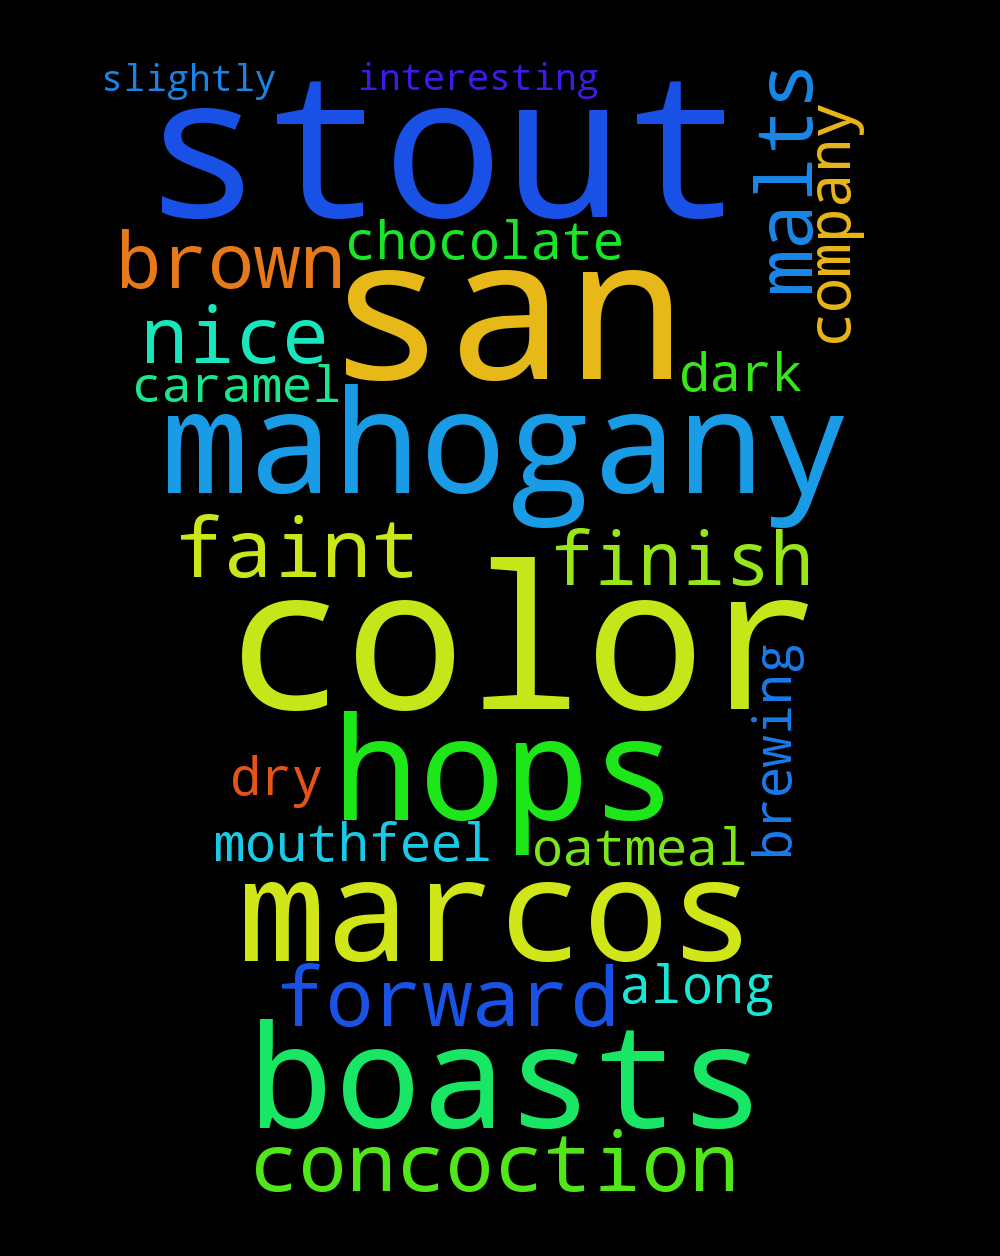 slightly interesting
stout
malts
company
brown chocolate
san
nice
caramel
dark
mahogany
faint finish
color
brewing
hops
dry
mouthfeel oatmeal
marcos
forward along
boasts
concoction